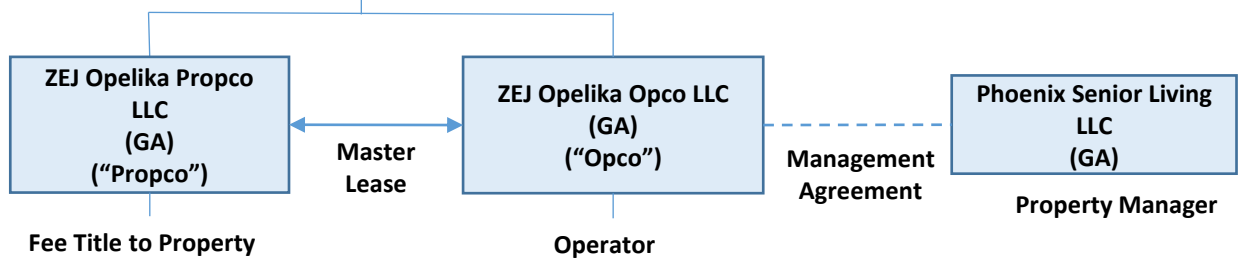 ZEJ Opelika Propco
LLC
(GA)
(“Propco”)
Fee Title to Property
Master
Lease
ZEJ Opelika Opco LLC
(GA)
(“Opco”)
Operator
Management
Agreement
Phoenix Senior Living
LLC
(GA)
Property Manager